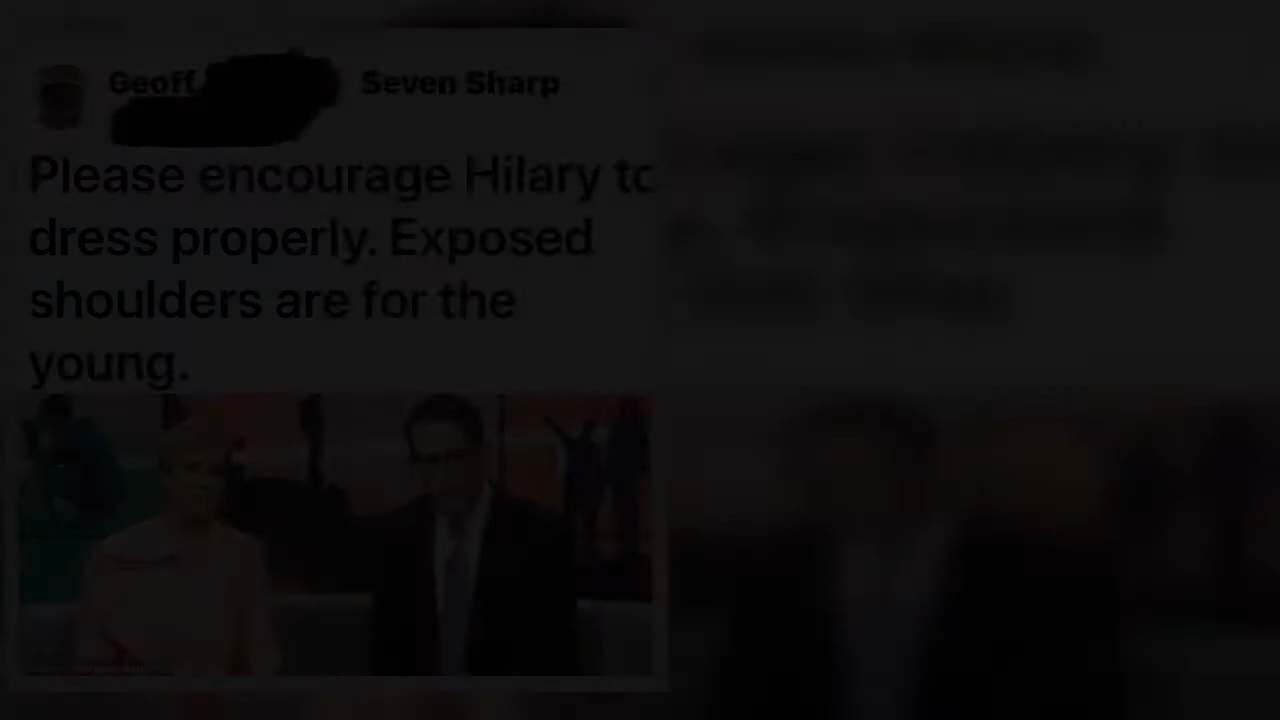 Geoff Seven Sharp
Please encourage Hilary to
dress properly. Exposed
shoulders are for the
young.